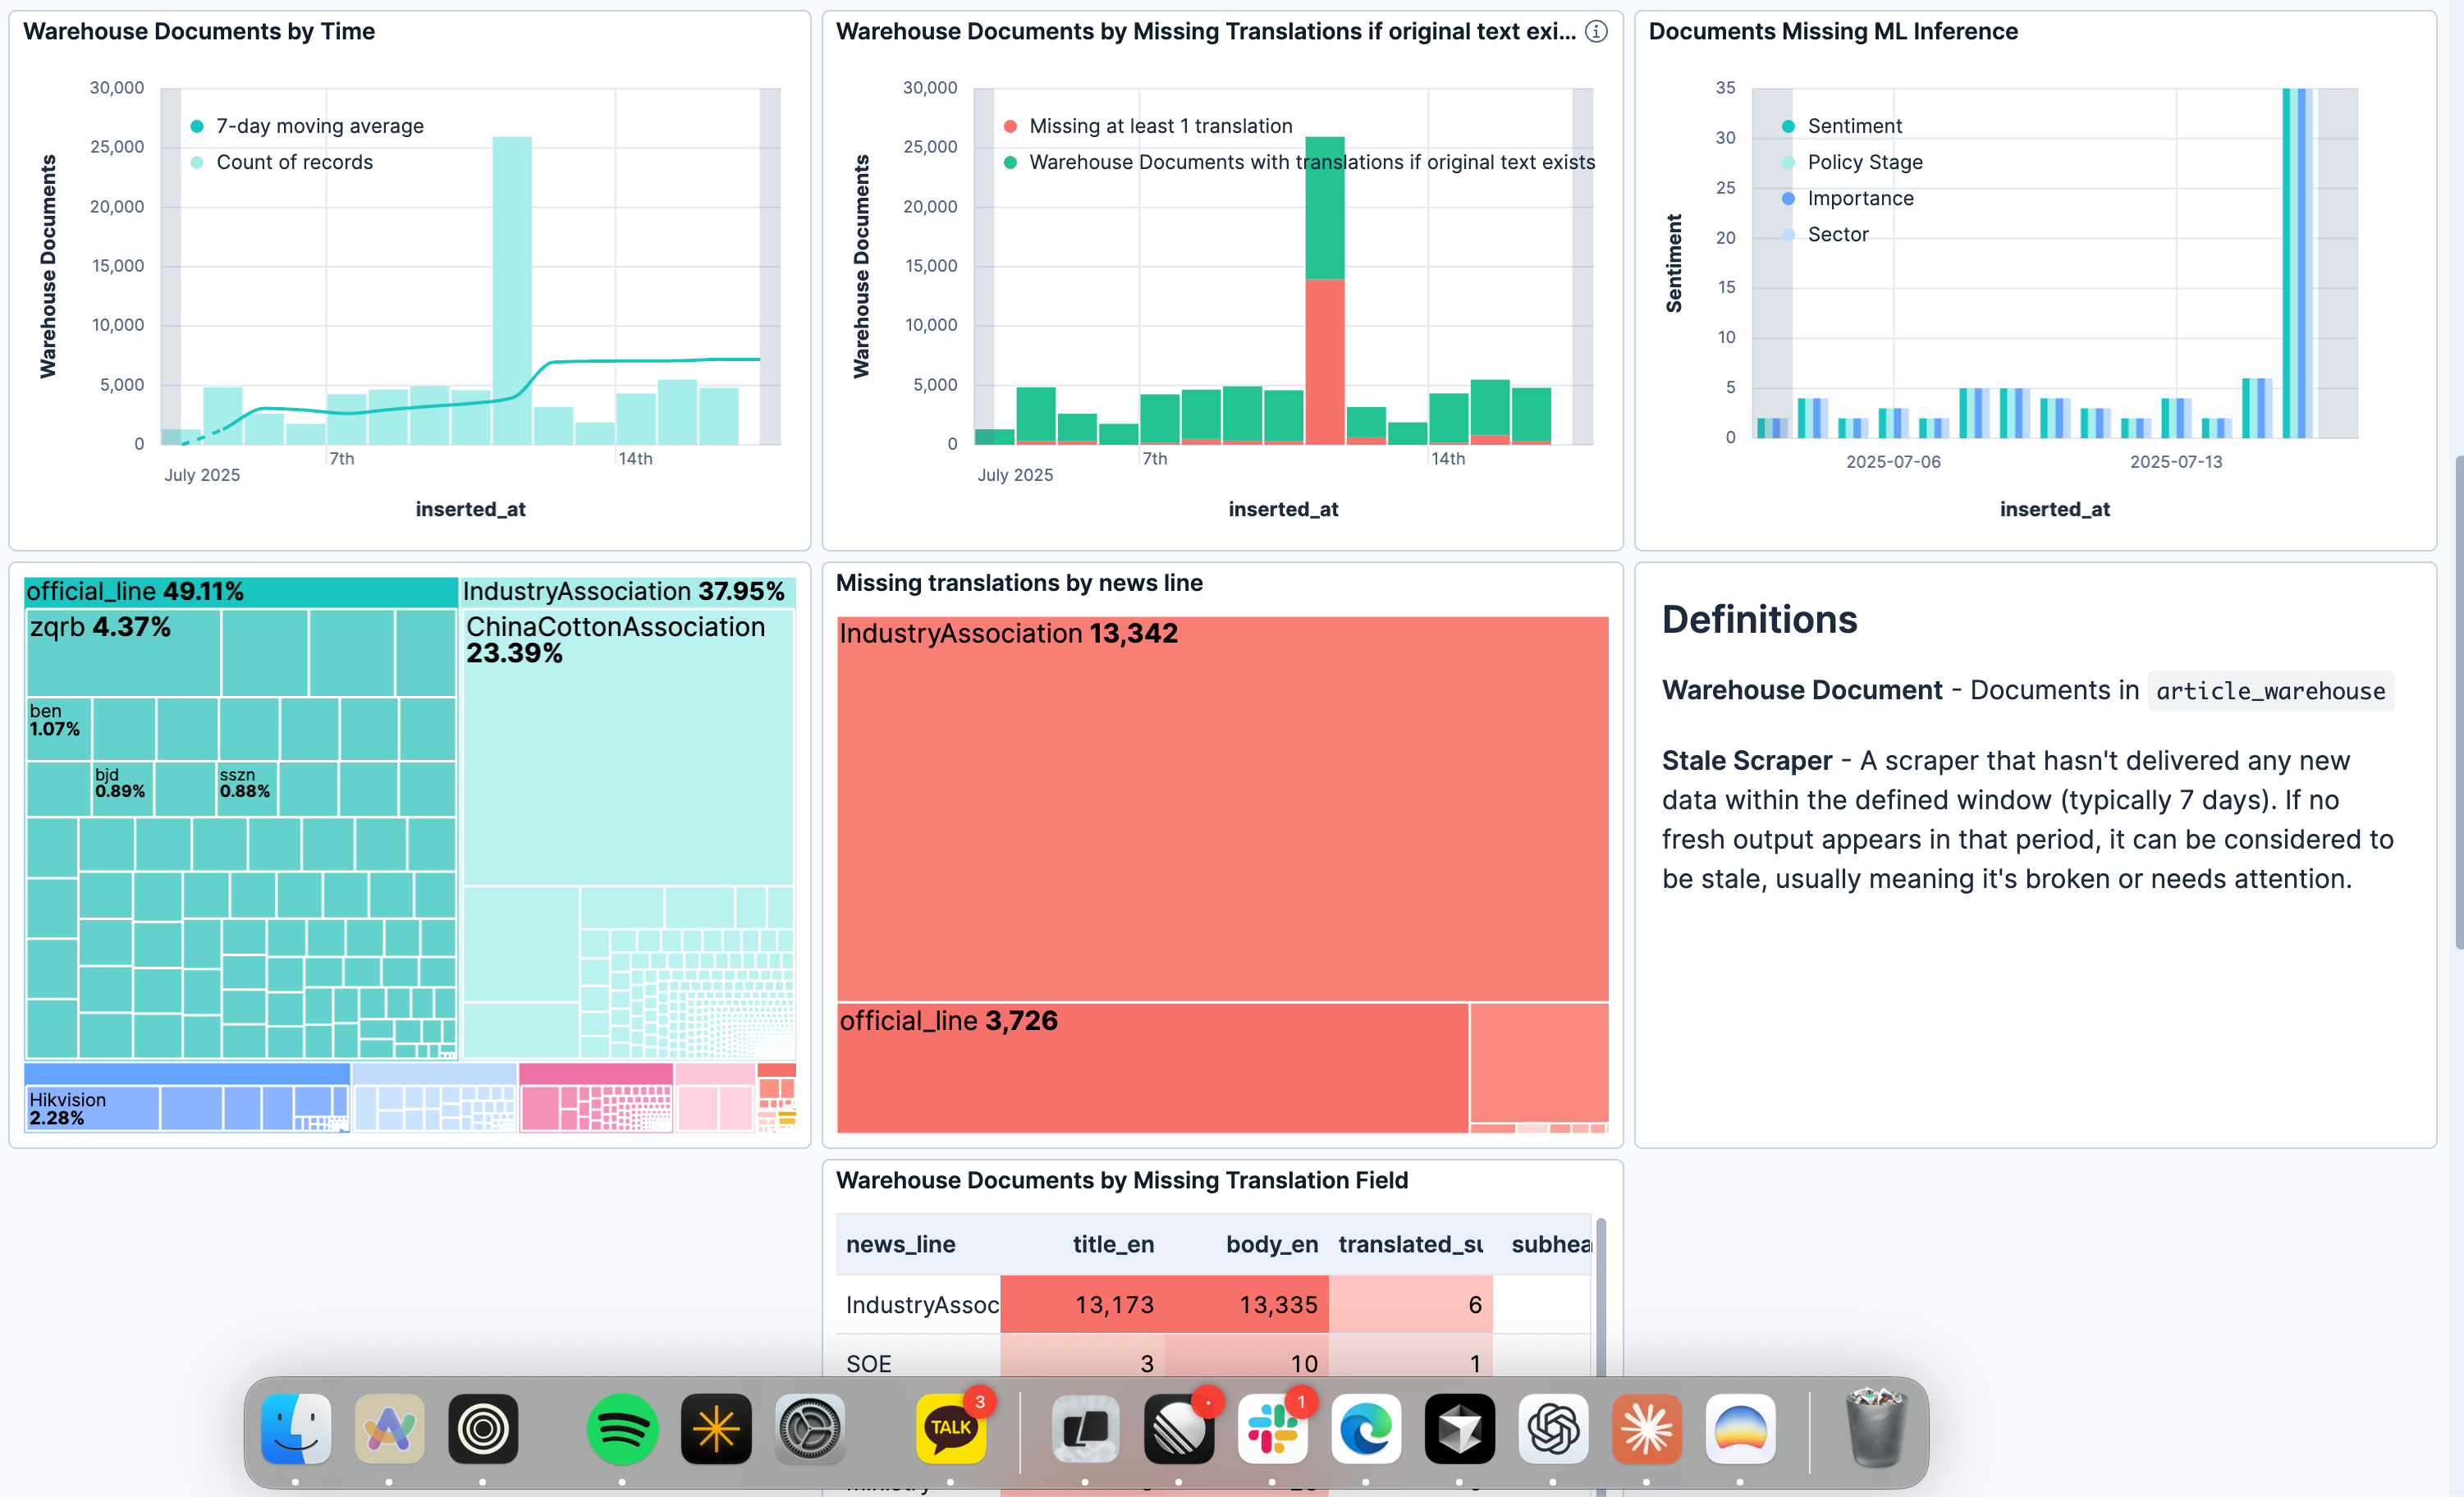 Warehouse Documents by Time
30,000
25,000
20,000
15,000
10,000
5,000
0
Warehouse Documents
7-day moving average
Count of records
7th
14th
July 2025
inserted_at
Warehouse Documents by Missing Translations if original text exi...
30,000
25,000
20,000
15,000
10,000
5,000
0
Warehouse Documents
Missing at least 1 translation
Warehouse Documents with translations if original text exists
7th
14th
July 2025
inserted_at
Documents Missing ML Inference
35
30
25
20
15
10
5
0
Sentiment
Sentiment
Policy Stage
Importance
Sector
2025-07-06
2025-07-13
inserted_at
official_line 49.11%
zqrb 4.37%
ben
1.07%
bjd
0.89%
sszn
0.88%
IndustryAssociation 37.95%
ChinaCottonAssociation
23.39%
Hikvision
2.28%
Missing translations by news line
IndustryAssociation 13,342
official_line 3,726
Definitions
Warehouse Document - Documents in article_warehouse
Stale Scraper - A scraper that hasn't delivered any new
data within the defined window (typically 7 days). If no
fresh output appears in that period, it can be considered to
be stale, usually meaning it's broken or needs attention.
Warehouse Documents by Missing Translation Field
news_line title_en body_en translated_su subhea
IndustryAssoc 13,173 13,335 6
SOE 3 10 1
TALK
3
1